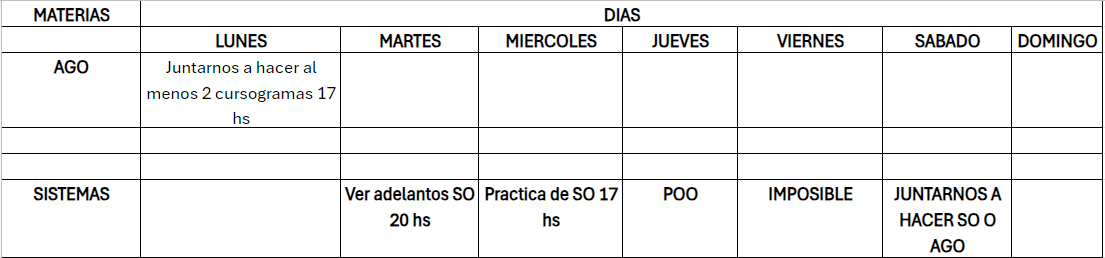 MATERIAS DIAS
LUNES MARTES MIERCOLES JUEVES VIERNES SABADO DOMINGO
AGO Juntarnos a hacer al
menos 2 cursogramas 17
hs
SISTEMAS Ver adelantos SO Practica de SO 17 POO IMPOSIBLE JUNTARNOS A
20 hs hs HACER SO O
AGO